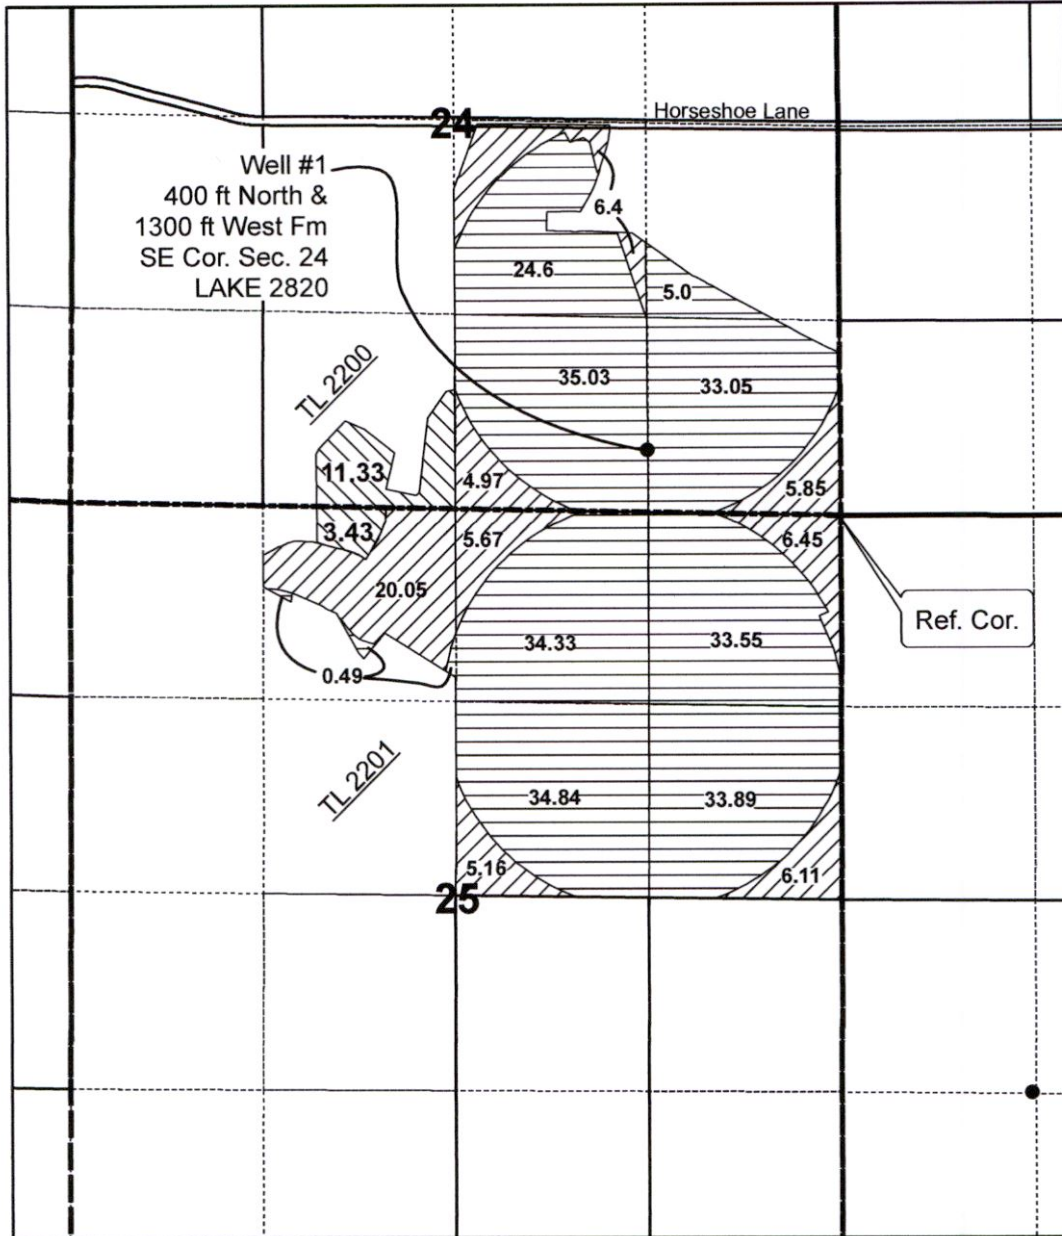 24
Horseshoe Lane
Well #1
400 ft North &
1300 ft West Fm
SE Cor. Sec. 24
LAKE 2820
6.4
24.6
5.0
TL 2200
35.03
33.05
11.33
4.97
5.85
3.43
5.67
6.45
20.05
Ref. Cor.
34.33
33.55
0.49
TL 2201
34.84
33.89
5.16
6.11
25